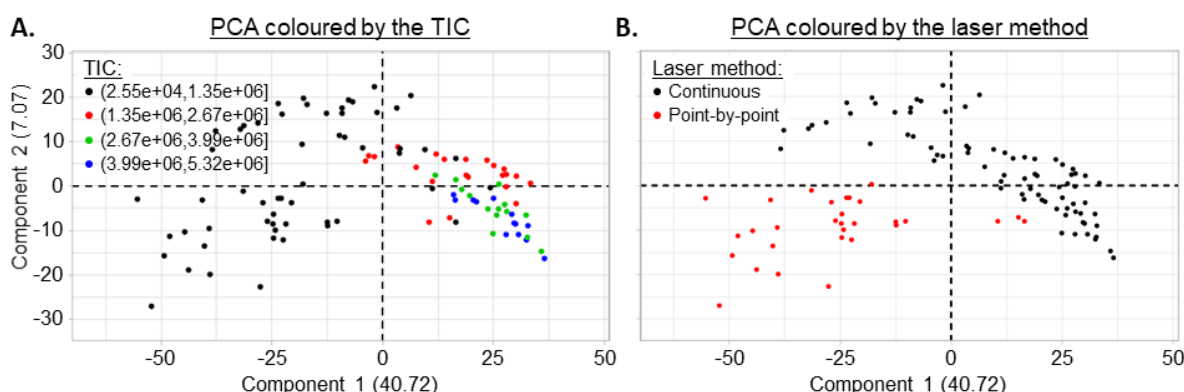 A.
PCA coloured by the TIC
Component 2 (7.07)
30
20
10
0
-10
-20
-30
TIC:
(2.55e+04,1.35e+06]
(1.35e+06,2.67e+06]
(2.67e+06,3.99e+06]
(3.99e+06,5.32e+06]
-50
-25
0
25
50
Component 1 (40.72)
B.
PCA coloured by the laser method
Laser method:
Continuous
Point-by-point
-50
-25
0
25
50
Component 1 (40.72)